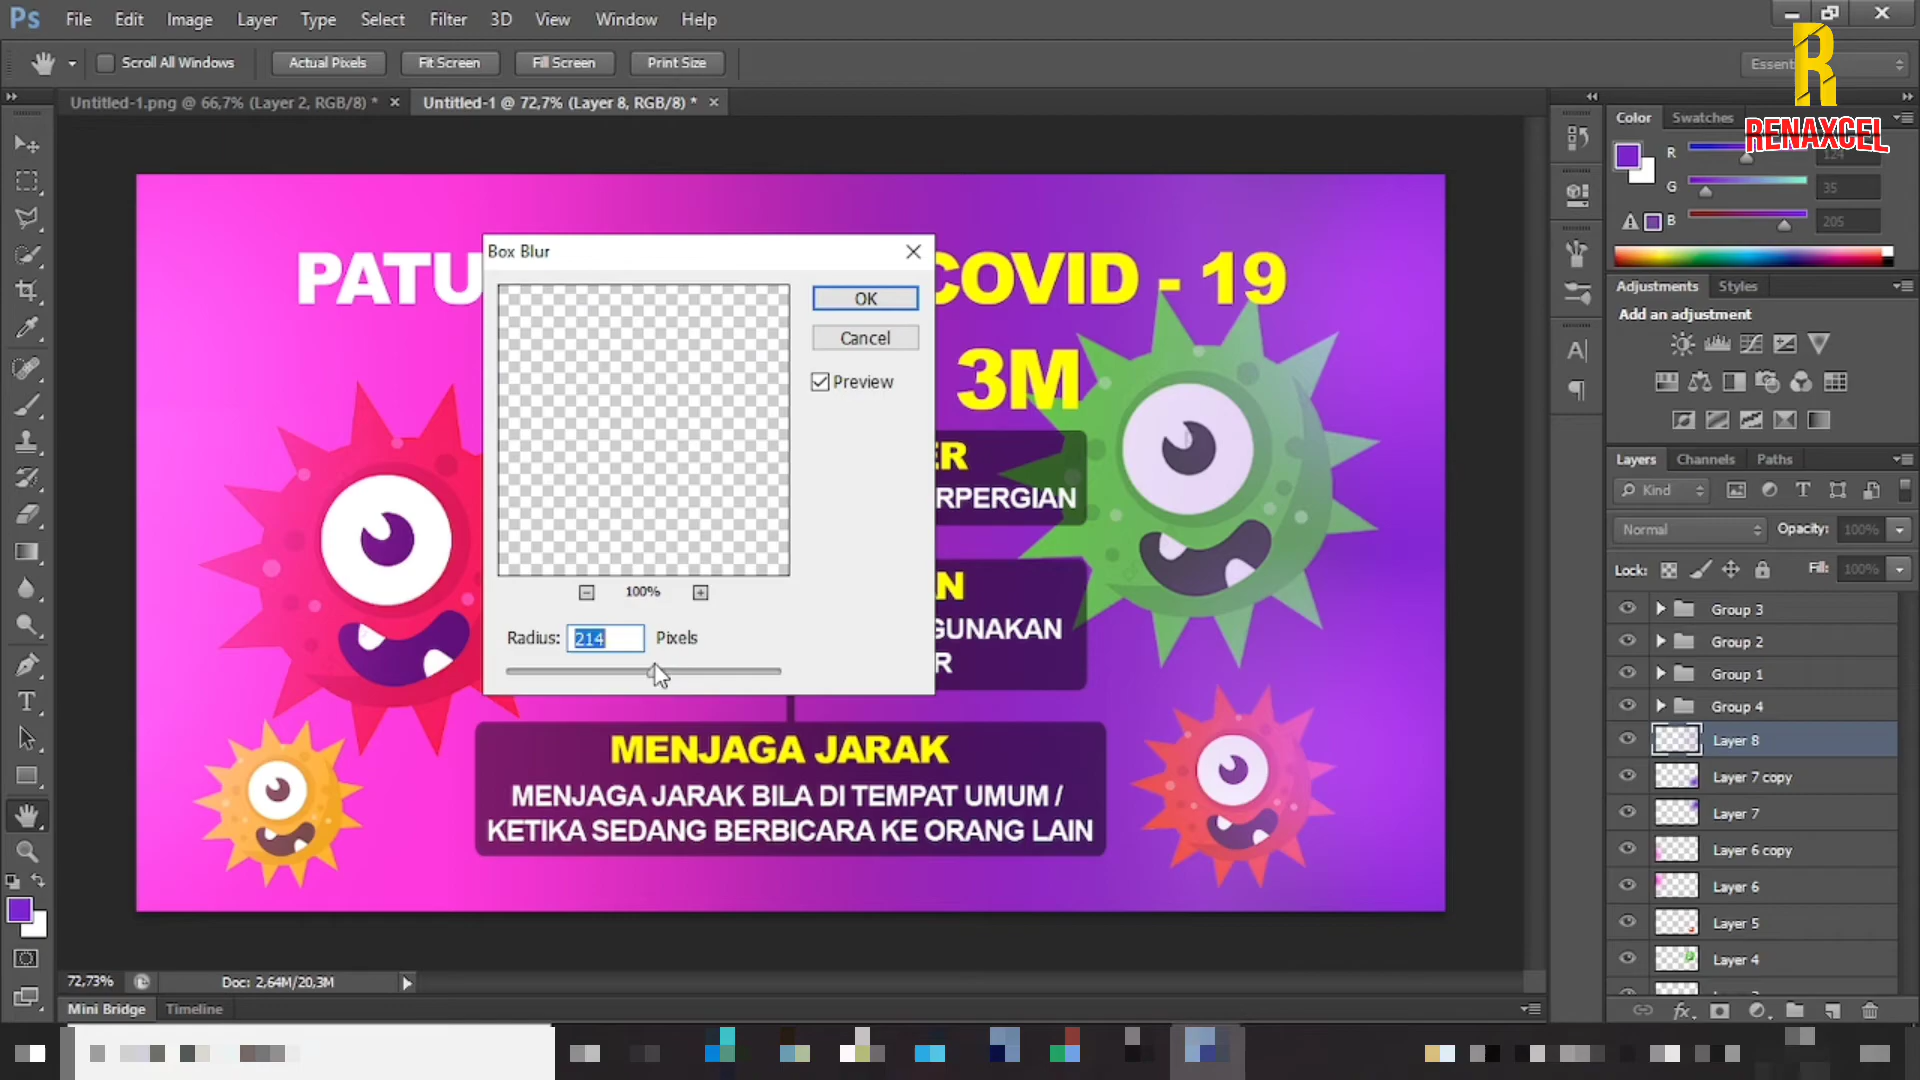 Ps File Edit Image Layer Type Select Filter 3D View Window Help
Scroll All Windows Actual Pixels Fit Screen Fill Screen Print Size
R
RENAXCEL
Untitled-1.png @ 66,7% (Layer 2, RGB/8) * × Untitled-1 @ 72,7% (Layer 8, RGB/8) * ×
Color Swatches
R 124
G 35
B 205
Adjustments Styles
Add an adjustment
Layers Channels Paths
Kind
Normal Opacity: 100%
Lock: Fill: 100%
Group 3
Group 2
Group 1
Group 4
Layer 8
Layer 7 copy
Layer 7
Layer 6 copy
Layer 6
Layer 5
Layer 4
Box Blur
OK
Cancel
Preview
100%
Radius: 214 Pixels
COVID - 19
3M
RPERGIAN
GUNAKAN
MENJAGA JARAK
MENJAGA JARAK BILA DI TEMPAT UMUM /
KETIKA SEDANG BERBICARA KE ORANG LAIN
72,73% Doc: 2,64M/20,3M
Mini Bridge Timeline